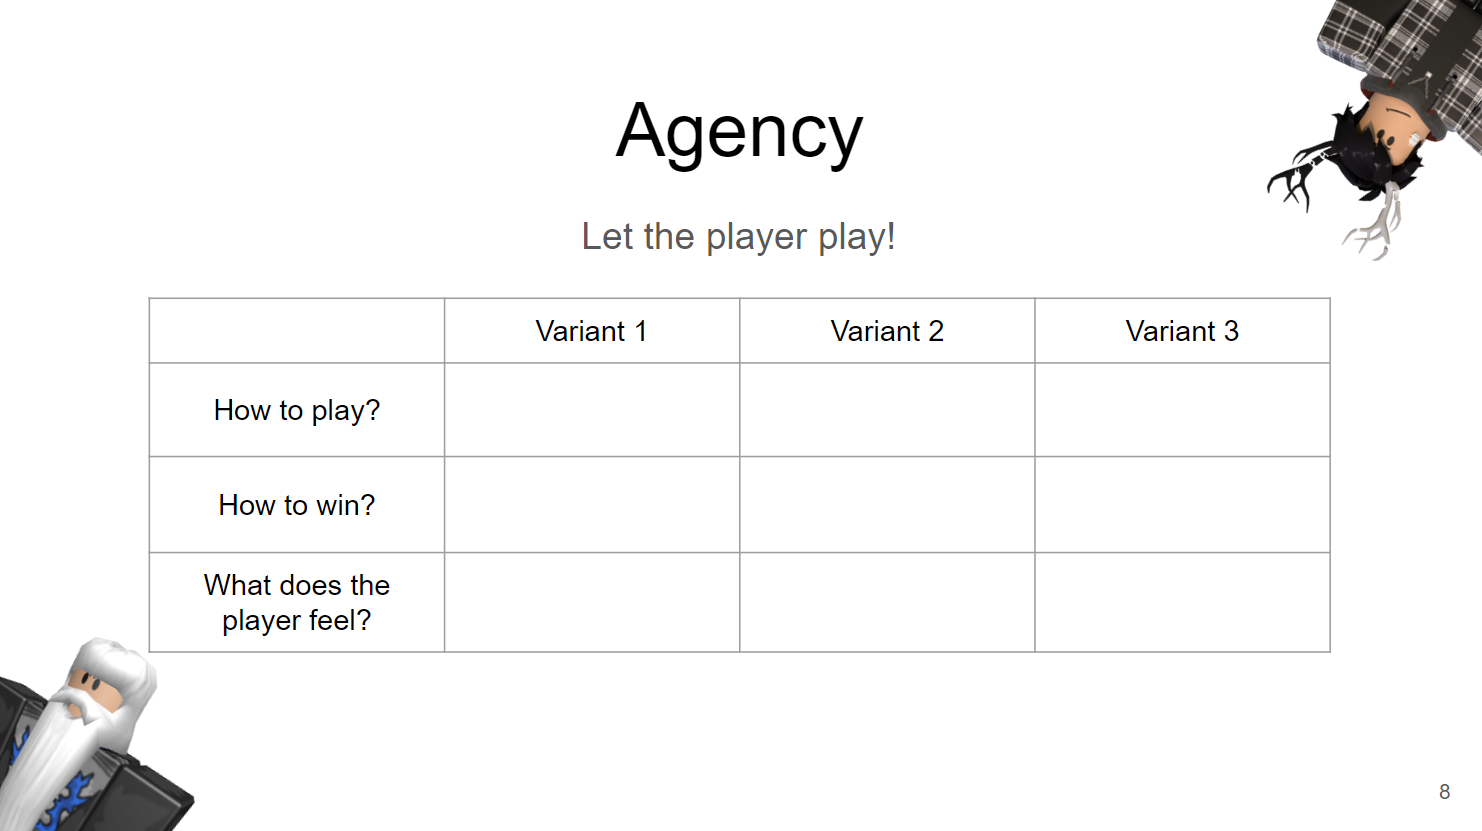 Agency
Let the player play!
Variant 1 Variant 2 Variant 3
How to play?
How to win?
What does the
player feel?
8